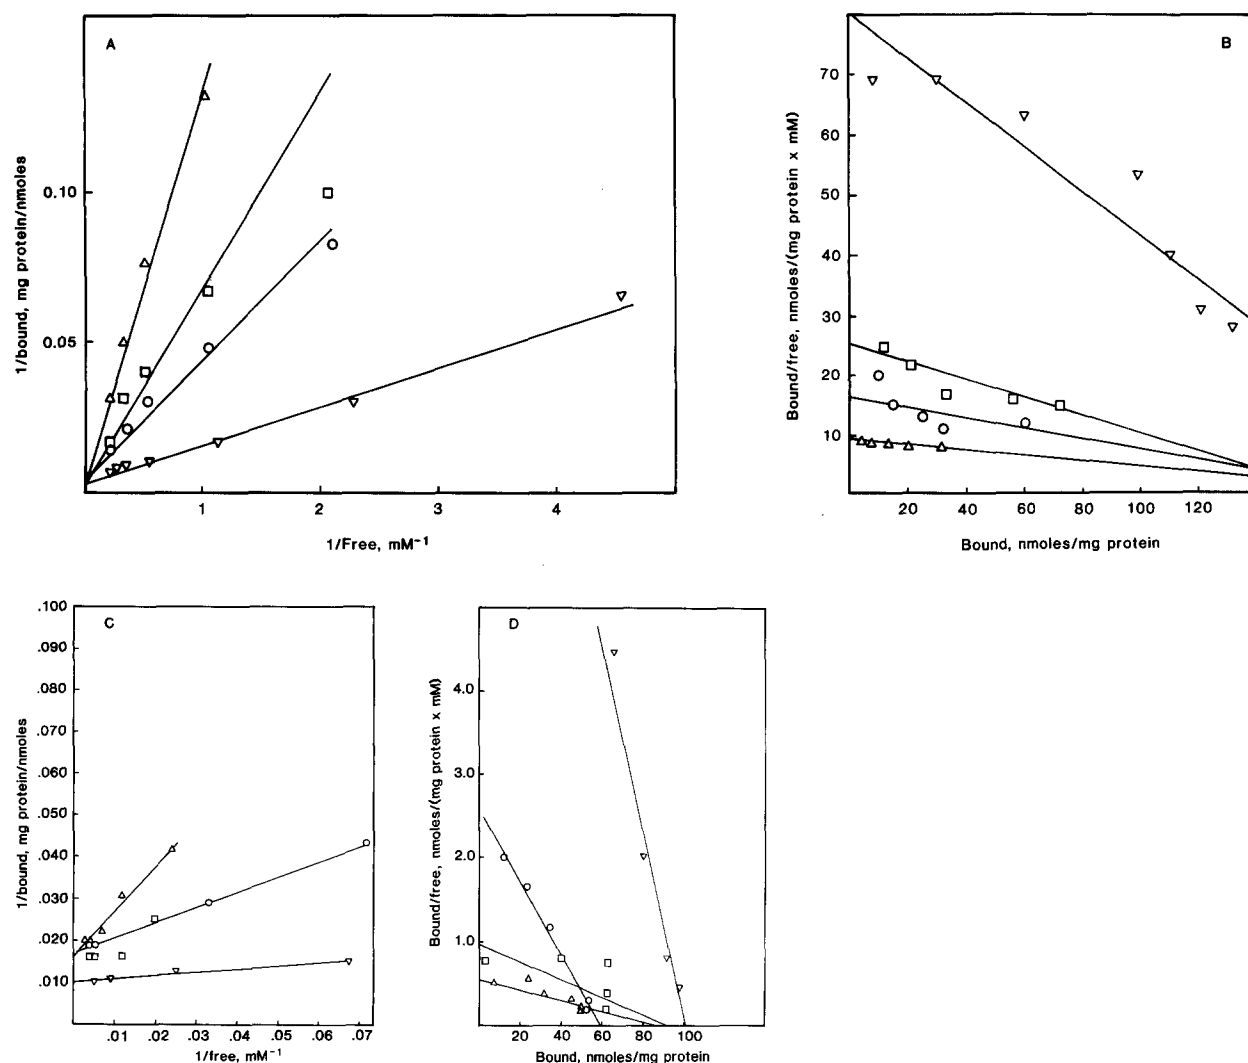 A
0.10
0.05
1/bound, mg protein/nmoles
1 2 3 4
1/Free, mM⁻¹
B
70
60
50
40
30
20
10
Bound/free, nmoles/(mg protein x mM)
20 40 60 80 100 120
Bound, nmoles/mg protein
C
.100
.090
.080
.070
.060
.050
.040
.030
.020
.010
1/bound, mg protein/nmoles
.01 .02 .03 .04 .05 .06 .07
1/free, mM⁻¹
D
4.0
3.0
2.0
1.0
Bound/free, nmoles/(mg protein x mM)
20 40 60 80 100
Bound, nmoles/mg protein